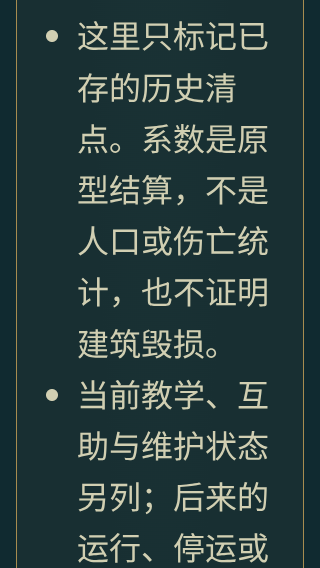 这里只标记已
存的历史清
点。系数是原
型结算，不是
人口或伤亡统
计，也不证明
建筑毁损。
当前教学、互
助与维护状态
另列；后来的
运行、停运或